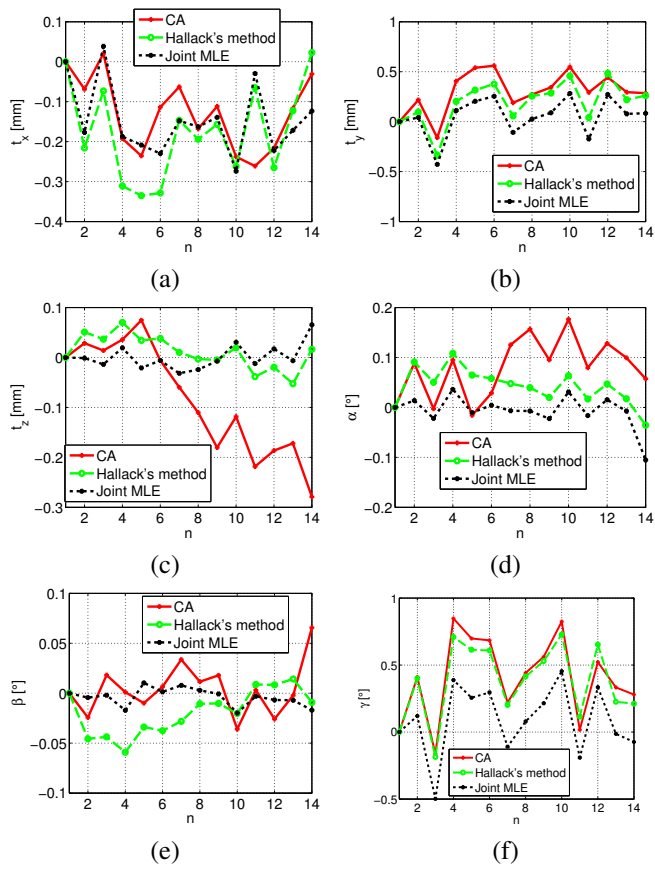 0.1
0
−0.1
−0.2
−0.3
−0.4
t_x [mm]
2 4 6 8 10 12 14
n
CA
Hallack's method
Joint MLE
(a)
1
0.5
0
−0.5
−1
t_y [mm]
2 4 6 8 10 12 14
n
CA
Hallack's method
Joint MLE
(b)
0.1
0
−0.1
−0.2
−0.3
t_z [mm]
2 4 6 8 10 12 14
n
CA
Hallack's method
Joint MLE
(c)
0.2
0.1
0
−0.1
−0.2
α [°]
2 4 6 8 10 12 14
n
CA
Hallack's method
Joint MLE
(d)
0.1
0.05
0
−0.05
−0.1
β [°]
2 4 6 8 10 12 14
n
CA
Hallack's method
Joint MLE
(e)
1
0.5
0
−0.5
γ [°]
2 4 6 8 10 12 14
n
CA
Hallack's method
Joint MLE
(f)